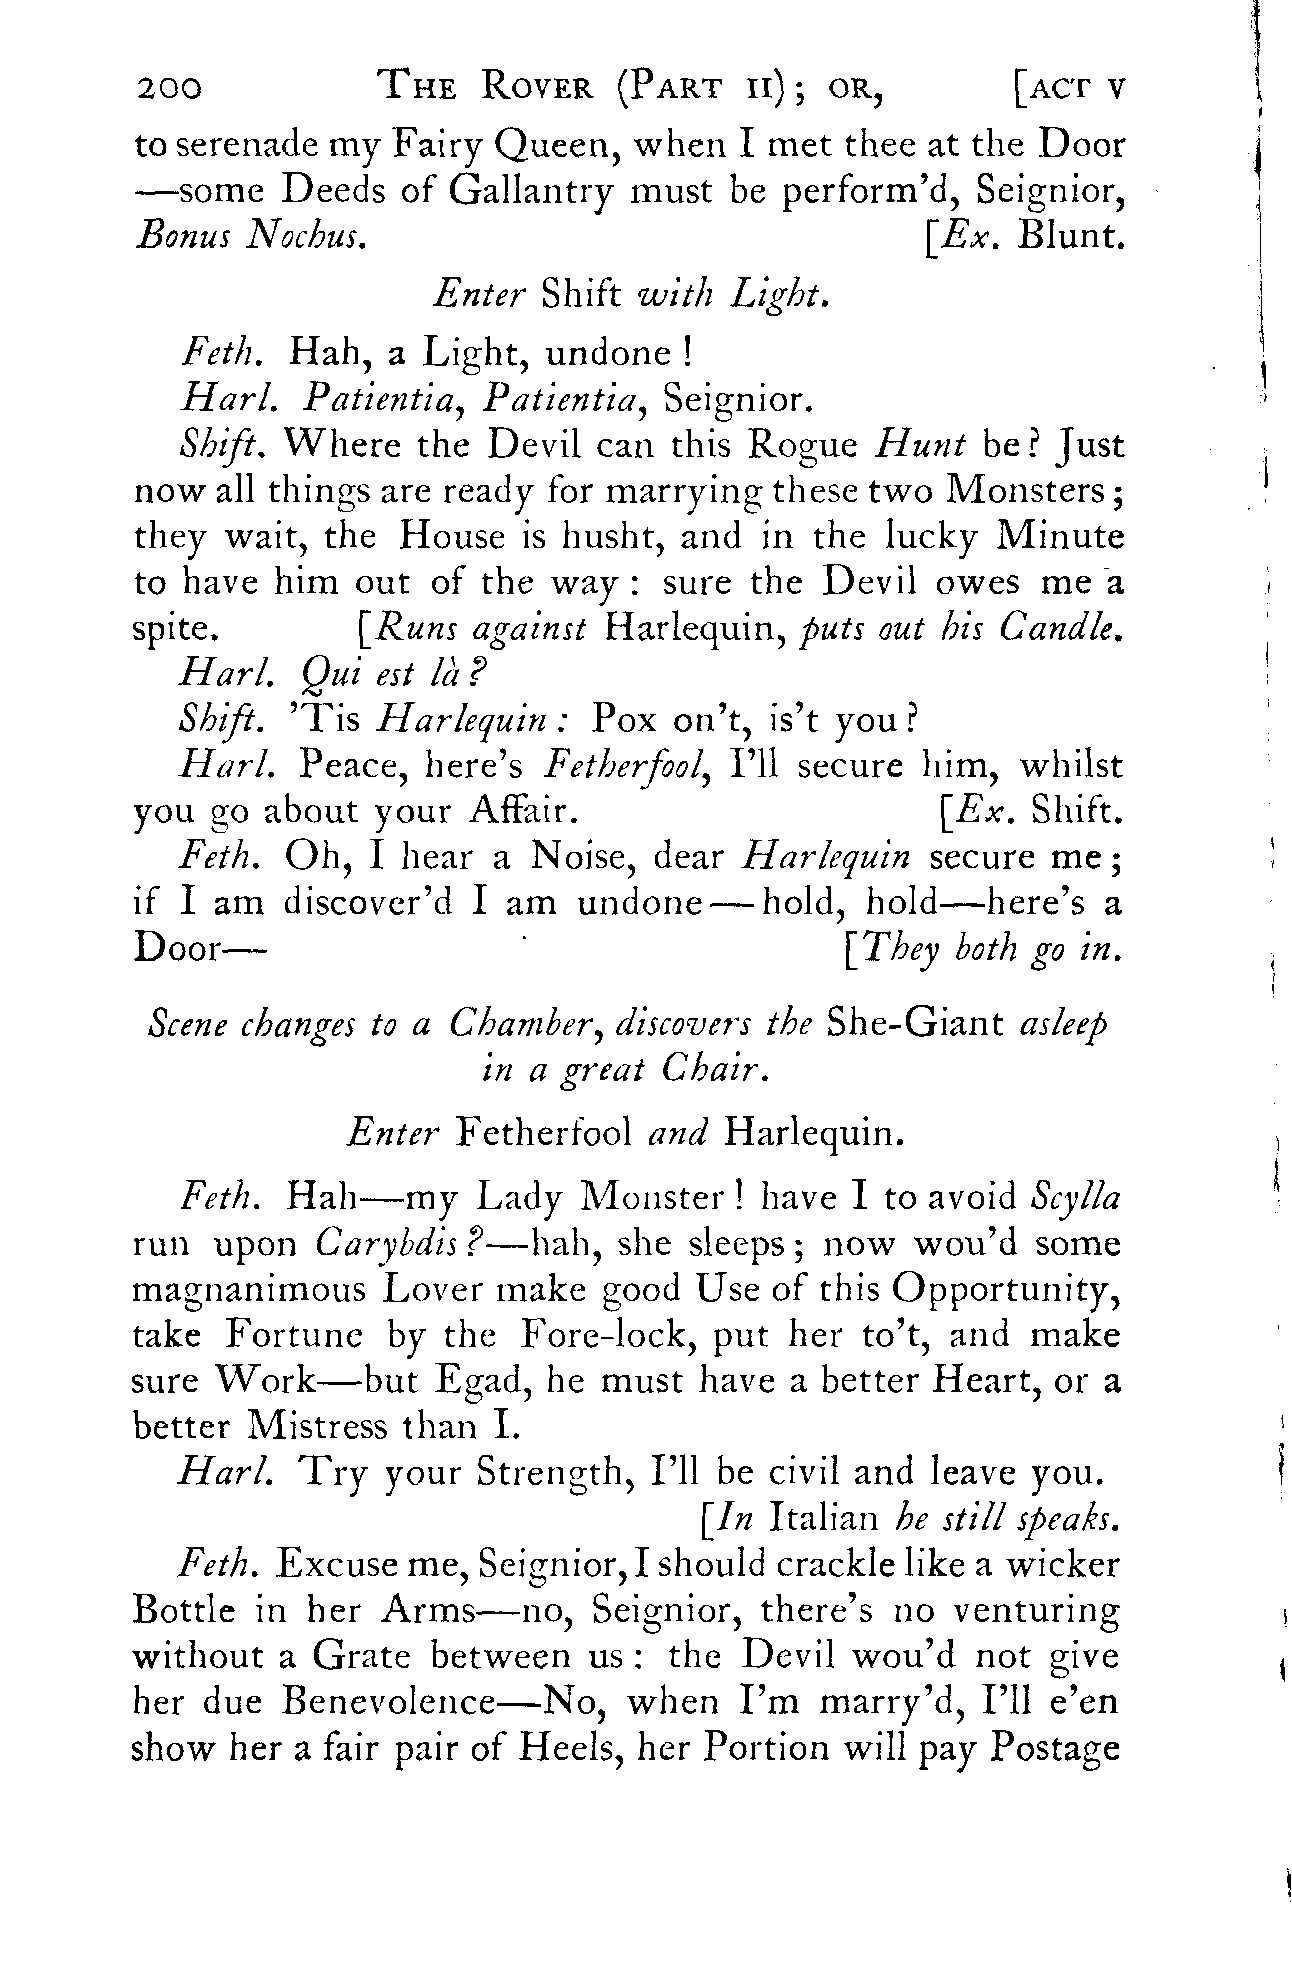 200 THE ROVER (PART II); OR, [ACT V
to serenade my Fairy Queen, when I met thee at the Door
—some Deeds of Gallantry must be perform'd, Seignior,
Bonus Nochus. [Ex. Blunt.
Enter Shift with Light.
Feth. Hah, a Light, undone !
Harl. Patientia, Patientia, Seignior.
Shift. Where the Devil can this Rogue Hunt be? Just
now all things are ready for marrying these two Monsters;
they wait, the House is husht, and in the lucky Minute
to have him out of the way: sure the Devil owes me a
spite. [Runs against Harlequin, puts out his Candle.
Harl. Qui est là?
Shift. 'Tis Harlequin: Pox on't, is't you?
Harl. Peace, here's Fetherfool, I'll secure him, whilst
you go about your Affair. [Ex. Shift.
Feth. Oh, I hear a Noise, dear Harlequin secure me;
if I am discover'd I am undone—hold, hold—here's a
Door— [They both go in.
Scene changes to a Chamber, discovers the She-Giant asleep
in a great Chair.
Enter Fetherfool and Harlequin.
Feth. Hah—my Lady Monster! have I to avoid Scylla
run upon Carybdis?—hah, she sleeps; now wou'd some
magnanimous Lover make good Use of this Opportunity,
take Fortune by the Fore-lock, put her to't, and make
sure Work—but Egad, he must have a better Heart, or a
better Mistress than I.
Harl. Try your Strength, I'll be civil and leave you.
[In Italian he still speaks.
Feth. Excuse me, Seignior, I should crackle like a wicker
Bottle in her Arms—no, Seignior, there's no venturing
without a Grate between us: the Devil wou'd not give
her due Benevolence—No, when I'm marry'd, I'll e'en
show her a fair pair of Heels, her Portion will pay Postage